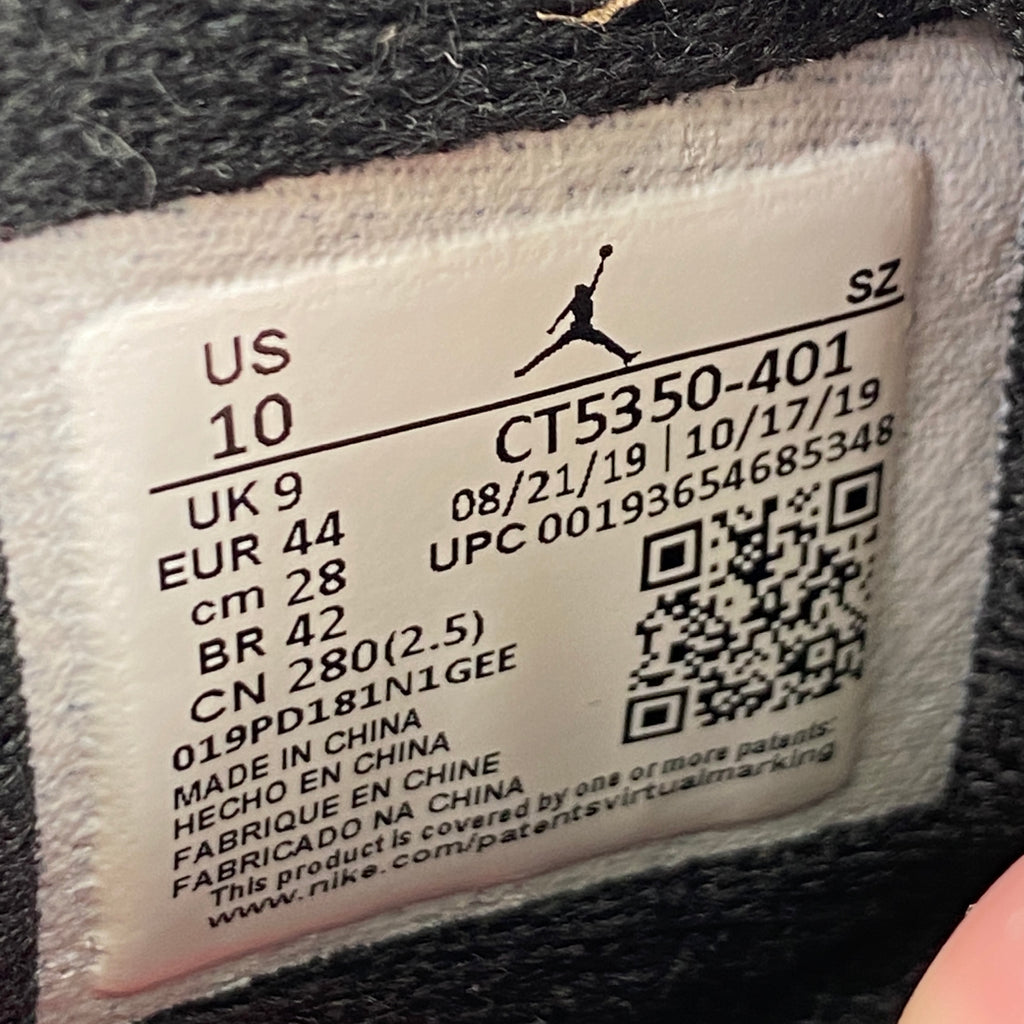 US
10
SZ
CT5350-401
08/21/19 | 10/17/19
UPC 00193654685348
UK 9
EUR 44
cm 28
BR 42
CN 280(2.5)
019PD181N1GEE
MADE IN CHINA
HECHO EN CHINA
FABRIQUE EN CHINE
FABRICADO NA CHINA
This product is covered by one or more patents.
www.nike.com/patentsvirtualmarking